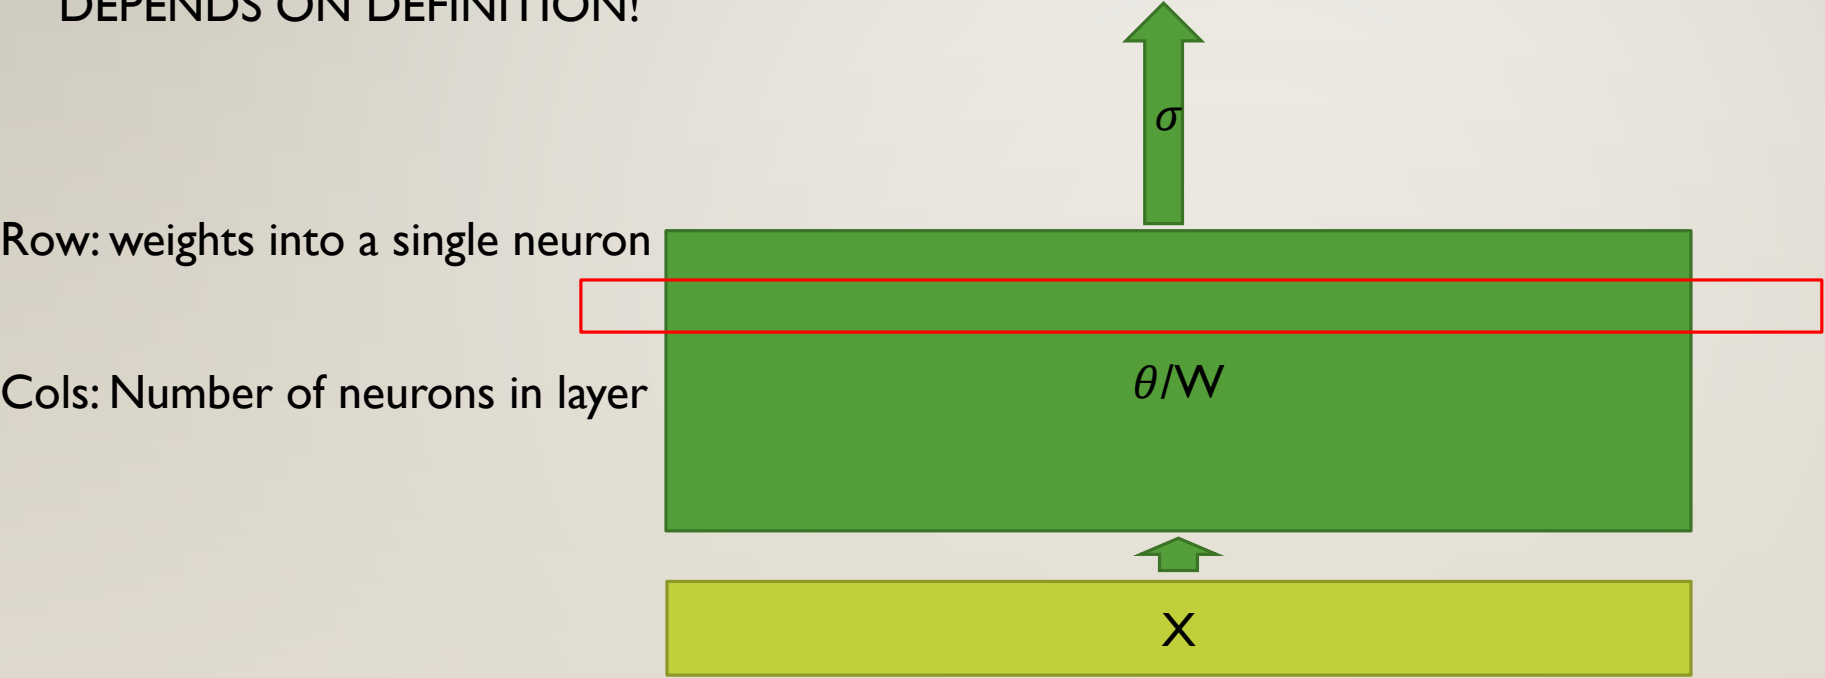 DEPENDS ON DEFINITION!
σ
Row: weights into a single neuron
Cols: Number of neurons in layer
θ/W
X